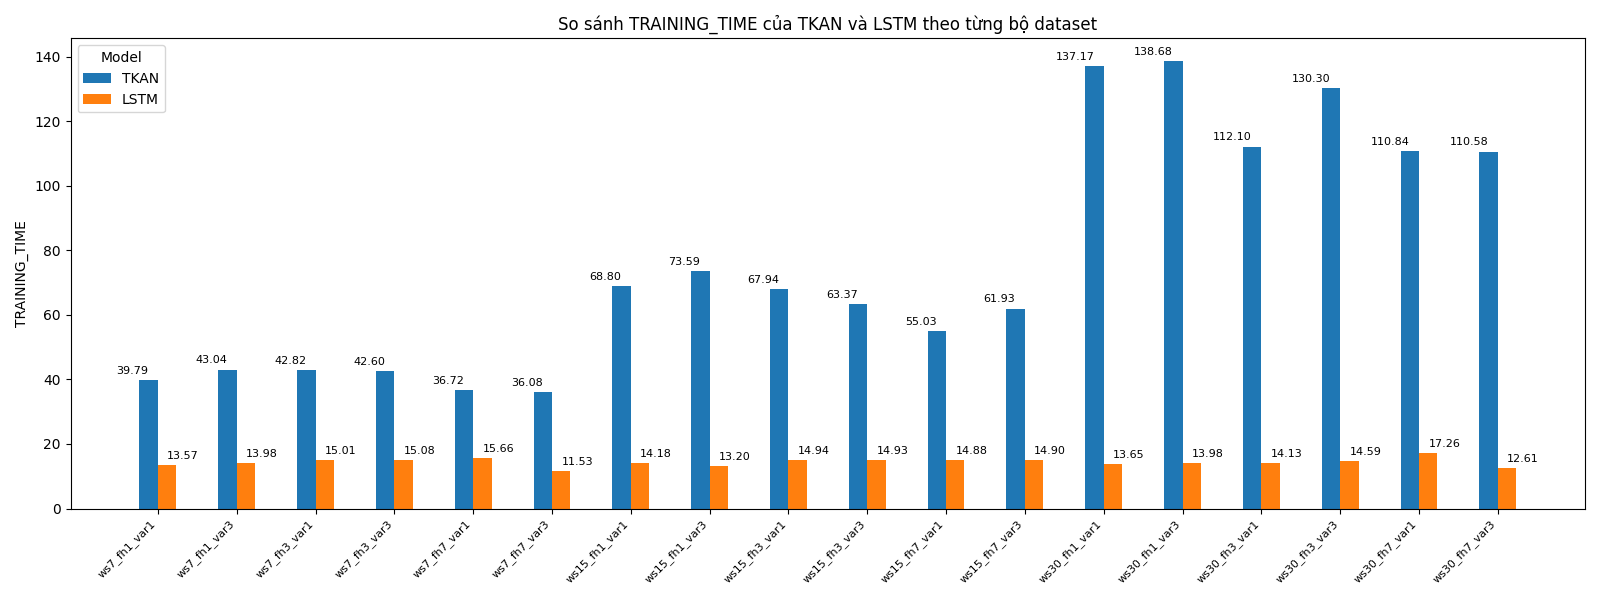 So sánh TRAINING_TIME của TKAN và LSTM theo từng bộ dataset
Model
TKAN
LSTM
TRAINING_TIME
140
120
100
80
60
40
20
0
39.79
13.57
43.04
13.98
42.82
15.01
42.60
15.08
36.72
15.66
36.08
11.53
68.80
14.18
73.59
13.20
67.94
14.94
63.37
14.93
55.03
14.88
61.93
14.90
137.17
13.65
138.68
13.98
112.10
14.13
130.30
14.59
110.84
17.26
110.58
12.61
ws7_fh1_var1
ws7_fh1_var3
ws7_fh3_var1
ws7_fh3_var3
ws7_fh7_var1
ws7_fh7_var3
ws15_fh1_var1
ws15_fh1_var3
ws15_fh3_var1
ws15_fh3_var3
ws15_fh7_var1
ws15_fh7_var3
ws30_fh1_var1
ws30_fh1_var3
ws30_fh3_var1
ws30_fh3_var3
ws30_fh7_var1
ws30_fh7_var3